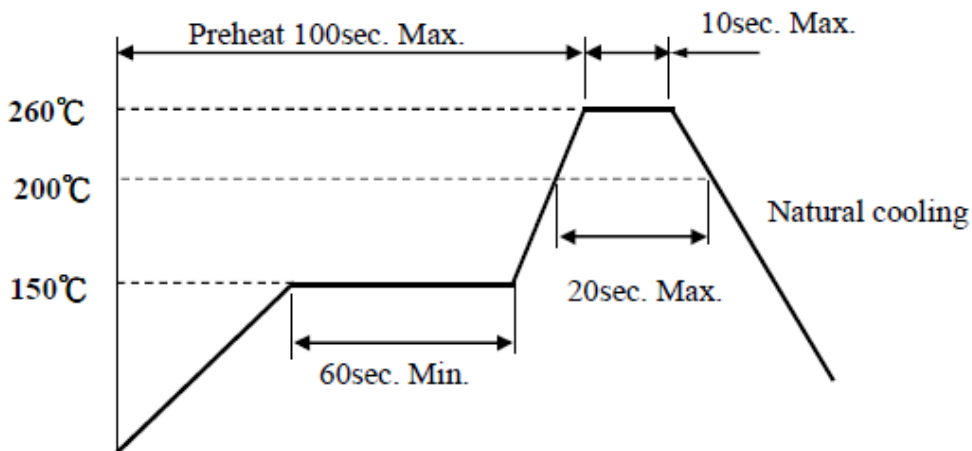 10sec. Max.
Preheat 100sec. Max.
260℃
200℃
Natural cooling
150℃
20sec. Max.
60sec. Min.